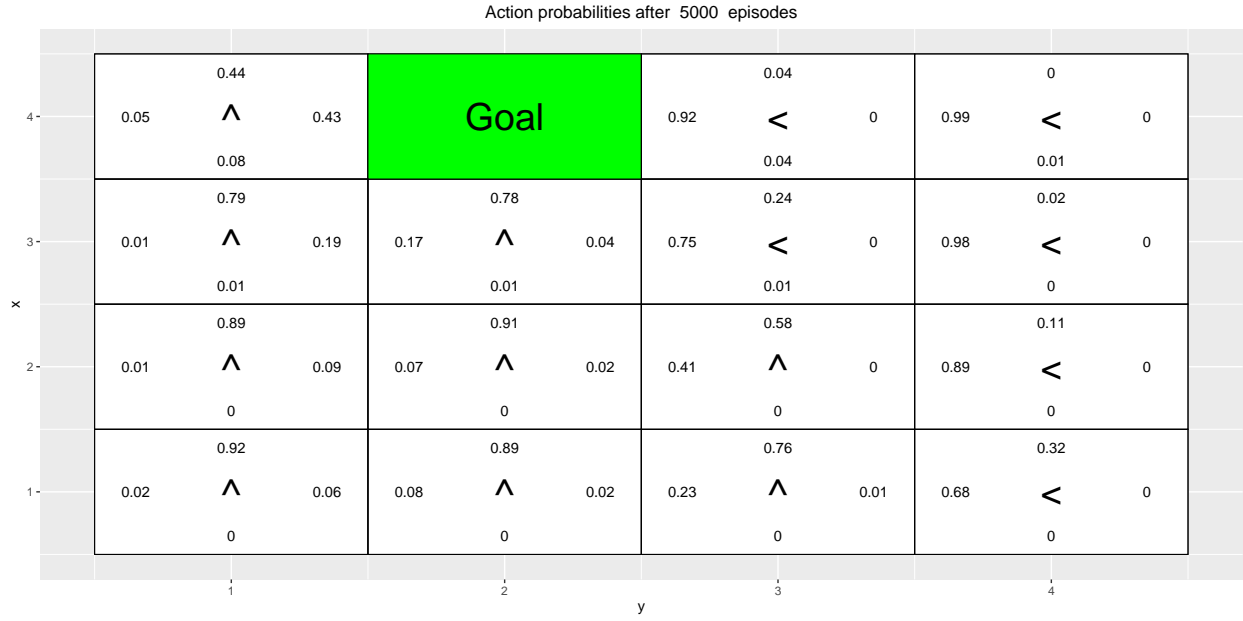 Action probabilities after 5000 episodes
0.44 0.04 0
4 0.05 ^ 0.43 Goal 0.92 < 0 0.99 < 0
0.08 0.04 0.01
0.79 0.78 0.24 0.02
3 0.01 ^ 0.19 0.17 ^ 0.04 0.75 < 0 0.98 < 0
0.01 0.01 0.01 0
0.89 0.91 0.58 0.11
x
2 0.01 ^ 0.09 0.07 ^ 0.02 0.41 ^ 0 0.89 < 0
0 0 0 0
0.92 0.89 0.76 0.32
1 0.02 ^ 0.06 0.08 ^ 0.02 0.23 ^ 0.01 0.68 < 0
0 0 0 0
1 2 3 4
y